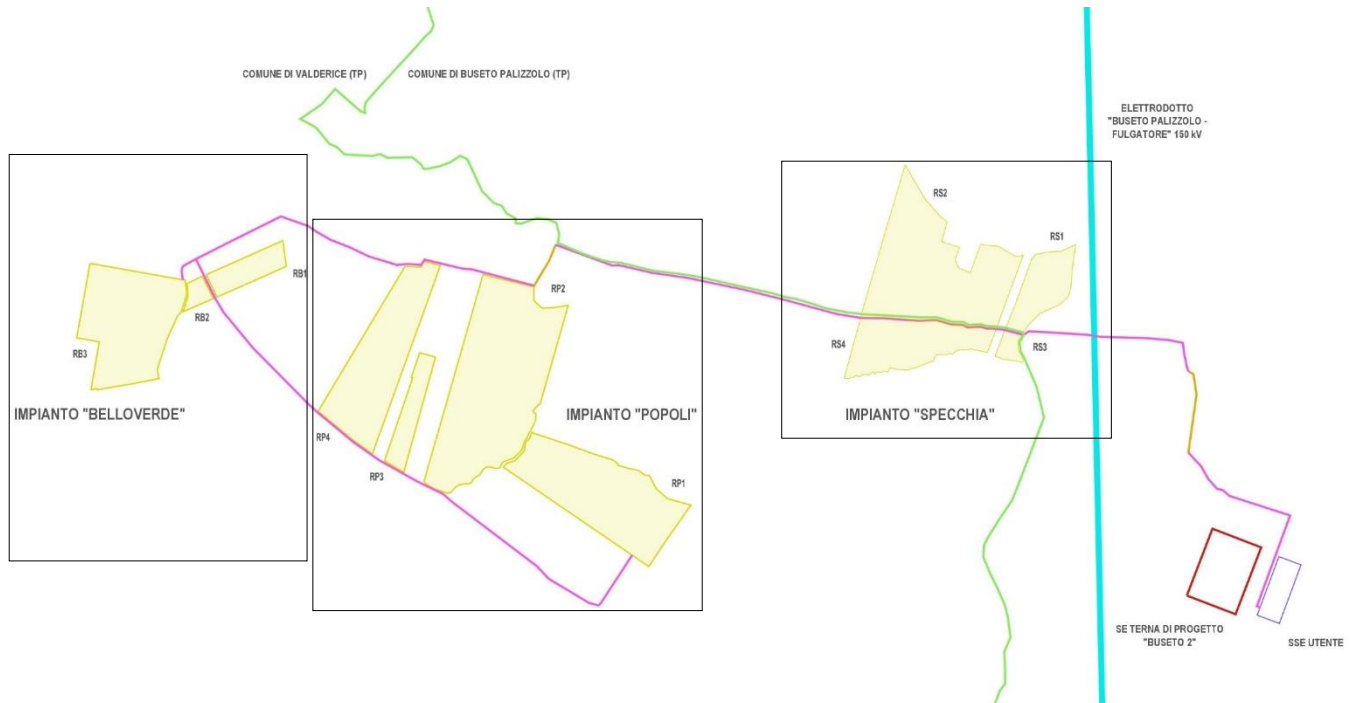 COMUNE DI VALDERICE (TP)
COMUNE DI BUSETO PALIZZOLO (TP)
ELETTRODOTTO
"BUSETO PALIZZOLO -
FULGATORE" 150 kV
RS2
RS1
RB1
RP2
RB2
RS4
RS3
RB3
IMPIANTO "BELLOVERDE"
IMPIANTO "POPOLI"
IMPIANTO "SPECCHIA"
RP4
RP3
RP1
SE TERNA DI PROGETTO
"BUSETO 2"
SSE UTENTE